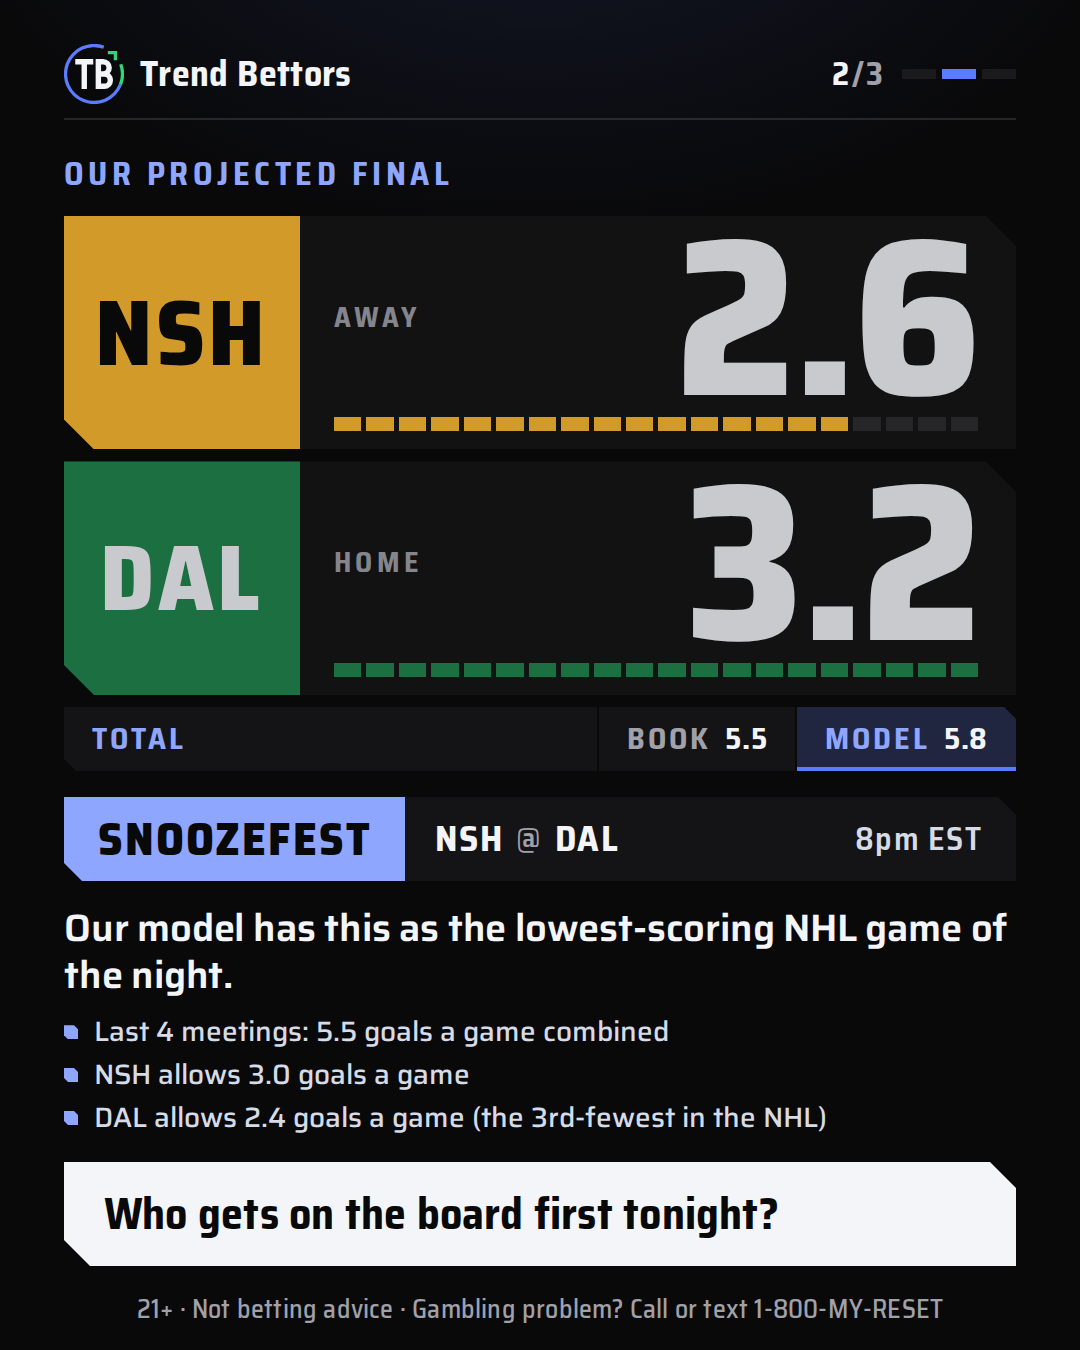 TB Trend Bettors 2/3
OUR PROJECTED FINAL
NSH AWAY 2.6
DAL HOME 3.2
TOTAL BOOK 5.5 MODEL 5.8
SNOOZEFEST NSH @ DAL 8pm EST
Our model has this as the lowest-scoring NHL game of
the night.
Last 4 meetings: 5.5 goals a game combined
NSH allows 3.0 goals a game
DAL allows 2.4 goals a game (the 3rd-fewest in the NHL)
Who gets on the board first tonight?
21+ · Not betting advice · Gambling problem? Call or text 1-800-MY-RESET